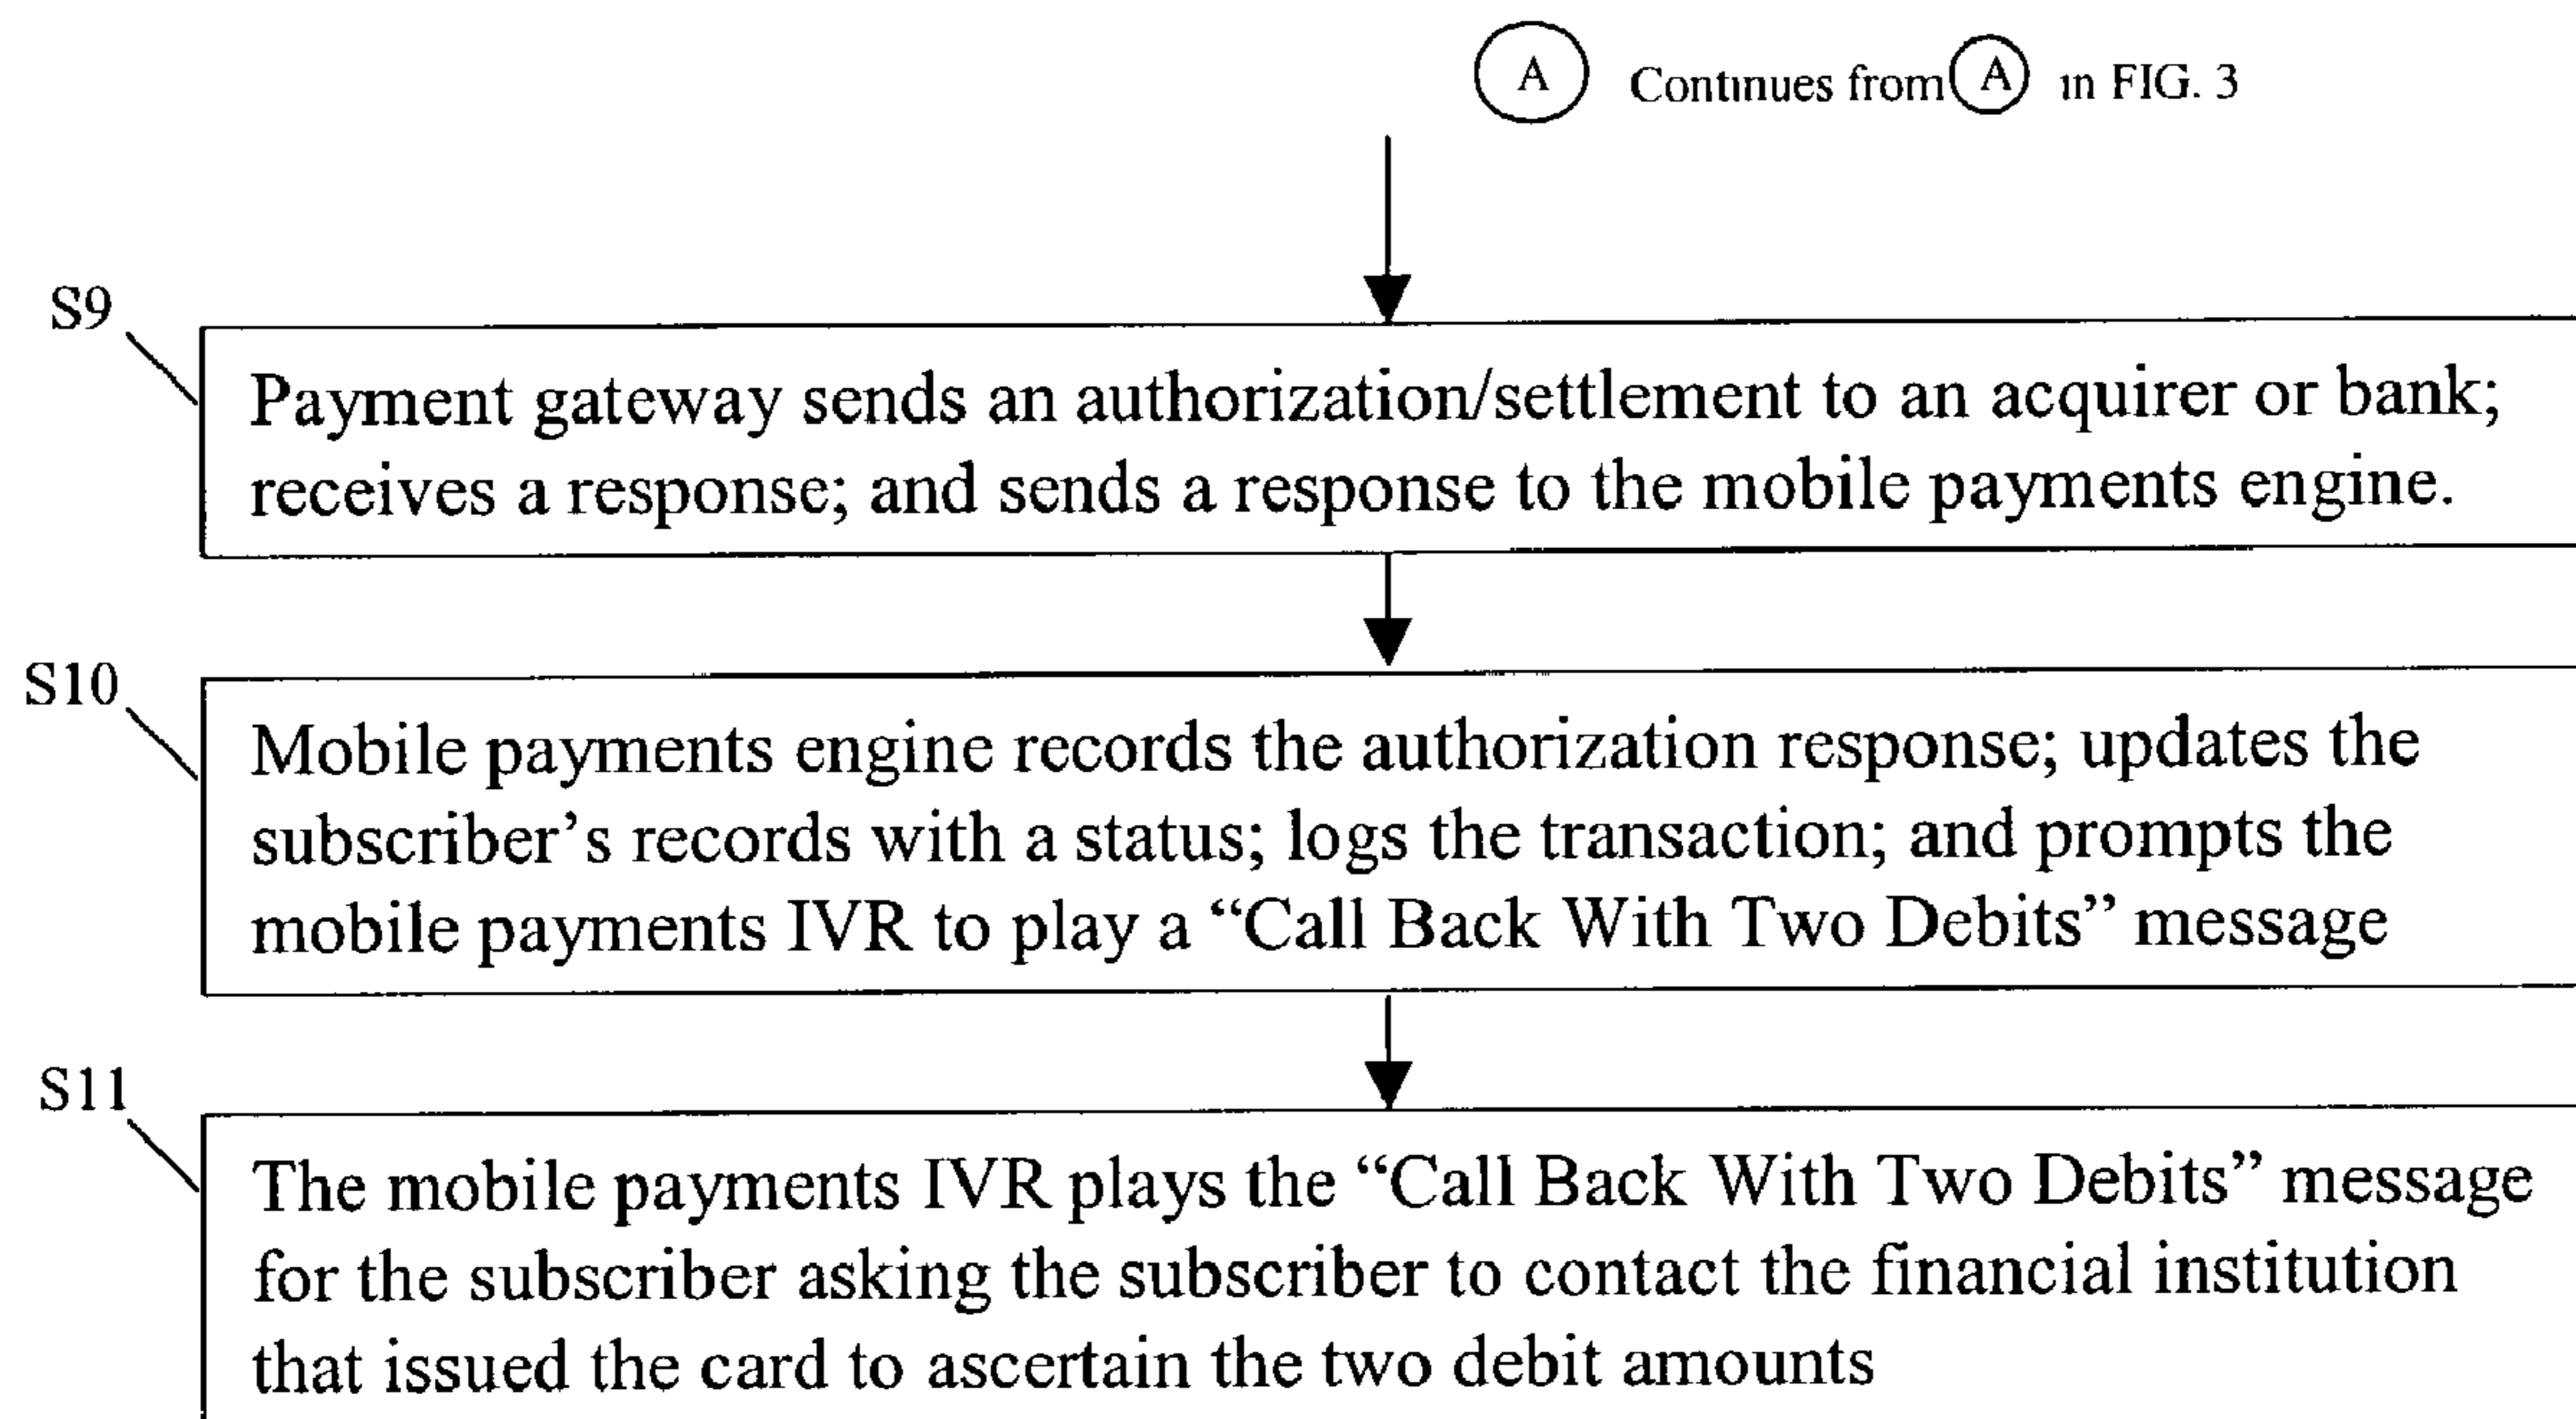 A Continues from A in FIG. 3
S9
Payment gateway sends an authorization/settlement to an acquirer or bank;
receives a response; and sends a response to the mobile payments engine.
S10
Mobile payments engine records the authorization response; updates the
subscriber’s records with a status; logs the transaction; and prompts the
mobile payments IVR to play a “Call Back With Two Debits” message
S11
The mobile payments IVR plays the “Call Back With Two Debits” message
for the subscriber asking the subscriber to contact the financial institution
that issued the card to ascertain the two debit amounts